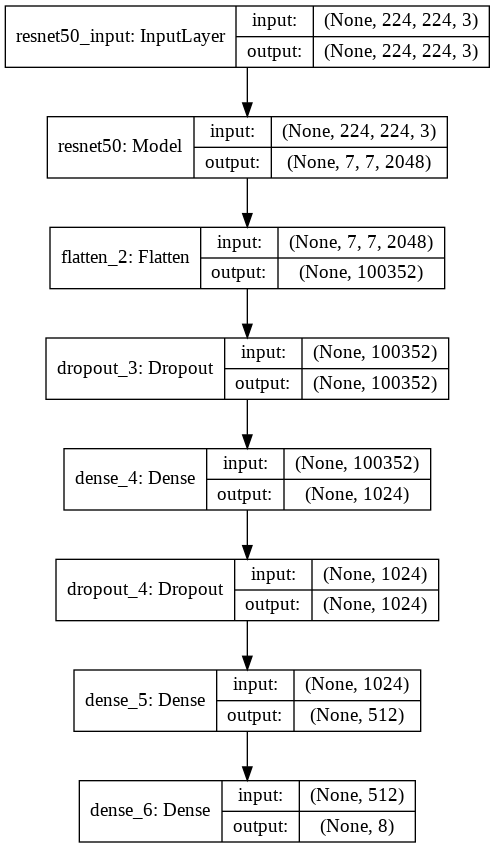 resnet50_input: InputLayer
input: (None, 224, 224, 3)
output: (None, 224, 224, 3)
resnet50: Model
input: (None, 224, 224, 3)
output: (None, 7, 7, 2048)
flatten_2: Flatten
input: (None, 7, 7, 2048)
output: (None, 100352)
dropout_3: Dropout
input: (None, 100352)
output: (None, 100352)
dense_4: Dense
input: (None, 100352)
output: (None, 1024)
dropout_4: Dropout
input: (None, 1024)
output: (None, 1024)
dense_5: Dense
input: (None, 1024)
output: (None, 512)
dense_6: Dense
input: (None, 512)
output: (None, 8)